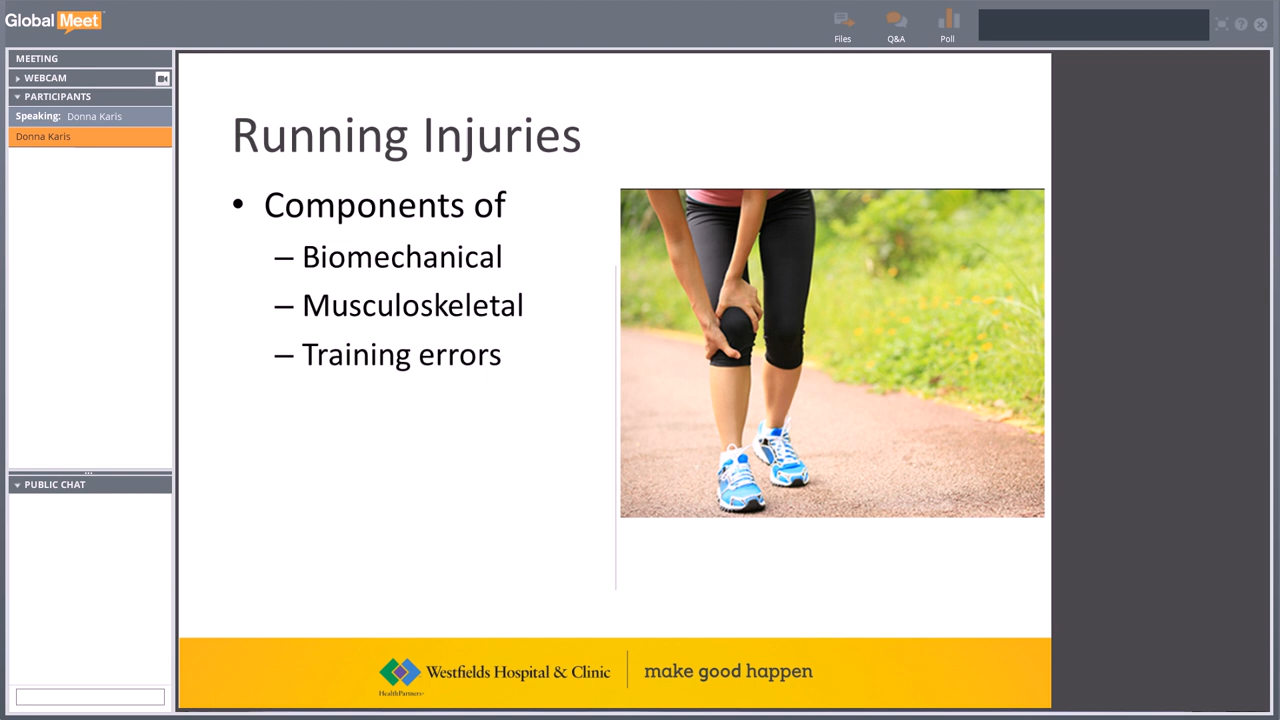 Global Meet
Files
Q&A
Poll
MEETING
WEBCAM
PARTICIPANTS
Speaking: Donna Karis
Donna Karis
PUBLIC CHAT
Running Injuries
• Components of
– Biomechanical
– Musculoskeletal
– Training errors
Westfields Hospital & Clinic
HealthPartners
make good happen